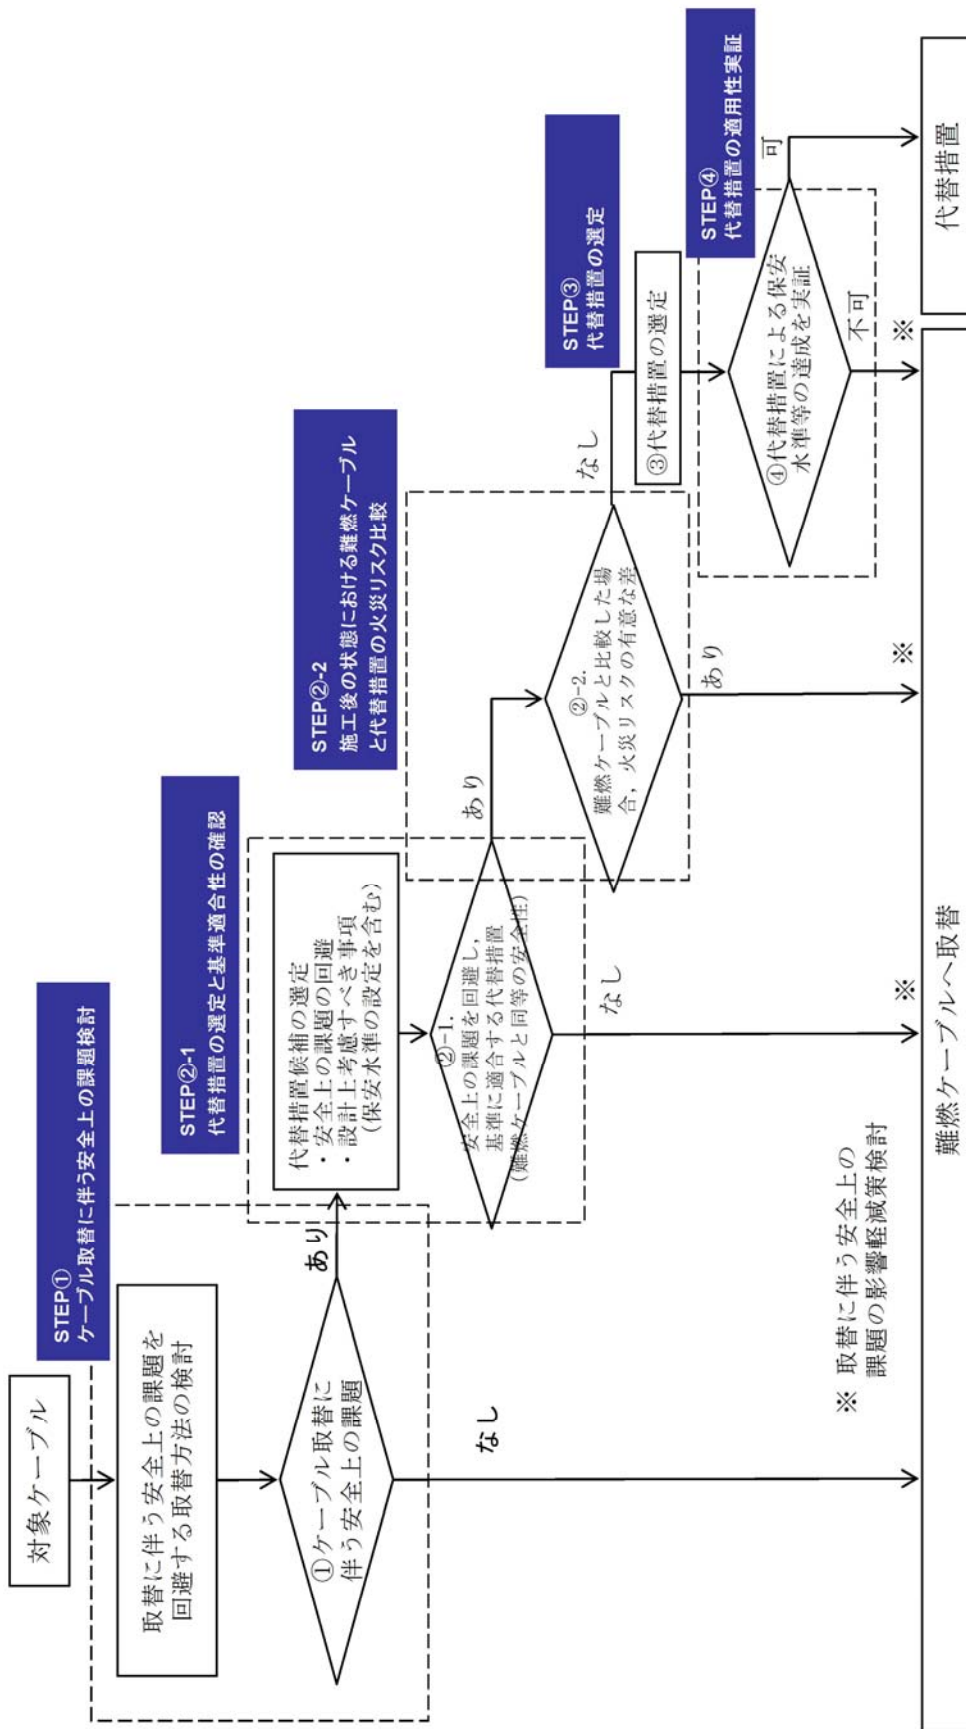 対象ケーブル
STEP①
ケーブル取替に伴う安全上の課題検討
取替に伴う安全上の課題を
回避する取替方法の検討
①ケーブル取替に
伴う安全上の課題
あり
なし
STEP②-1
代替措置の選定と基準適合性の確認
代替措置候補の選定
・安全上の課題の回避
・設計上考慮すべき事項
(保安水準の設定を含む)
②-1.
安全上の課題を回避し,
基準に適合する代替措置
(難燃ケーブルと同等の安全性)
あり
なし
※
STEP②-2
施工後の状態における難燃ケーブル
と代替措置の火災リスク比較
②-2.
難燃ケーブルと比較した場
合, 火災リスクの有意な差
なし
あり
※
STEP③
代替措置の選定
③代替措置の選定
STEP④
代替措置の適用性実証
④代替措置による保安
水準等の達成を実証
可
不可
※
※ 取替に伴う安全上の
課題の影響軽減策検討
難燃ケーブルへ取替
代替措置